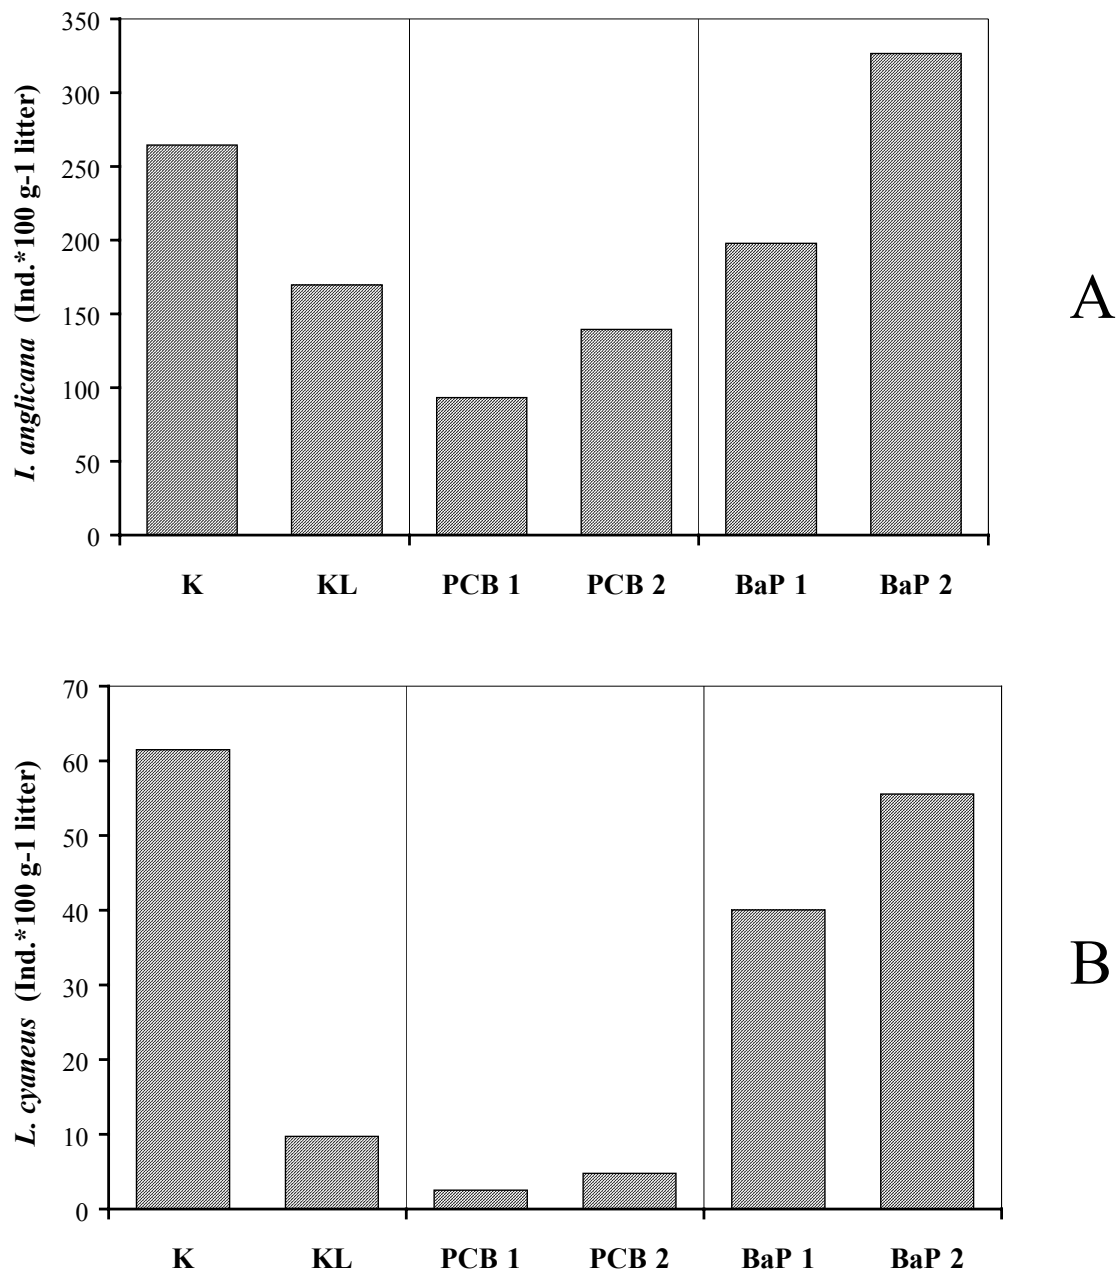 350
300
250
200
150
100
50
0
I. anglicana (Ind.*100 g-1 litter)
K KL PCB 1 PCB 2 BaP 1 BaP 2
A
70
60
50
40
30
20
10
0
L. cyaneus (Ind.*100 g-1 litter)
K KL PCB 1 PCB 2 BaP 1 BaP 2
B